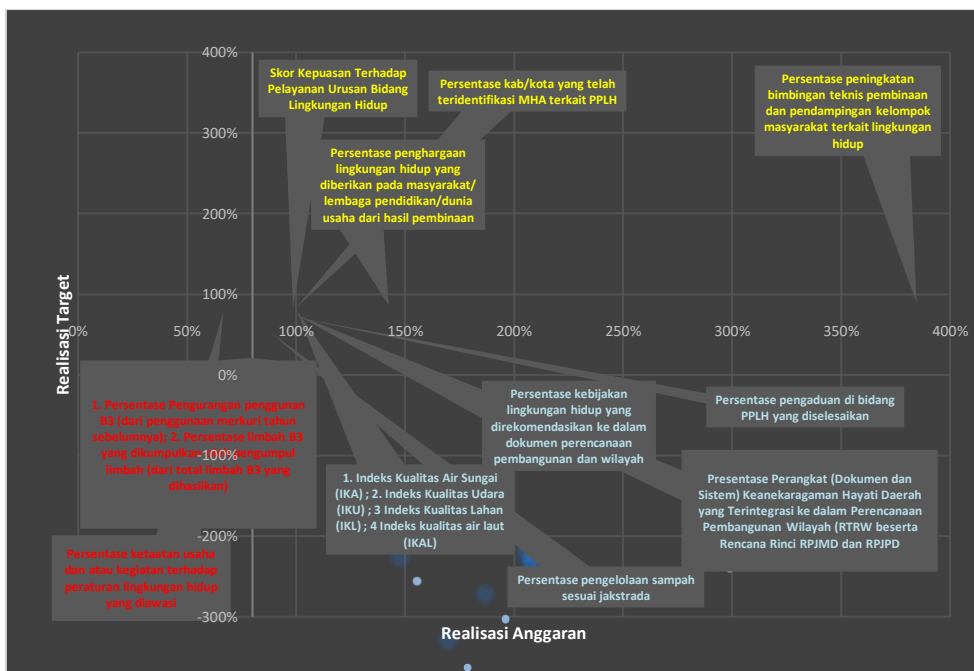 400%
300%
200%
100%
0%
-100%
-200%
-300%
Realisasi Target
0%
50%
100%
150%
200%
250%
300%
350%
400%
Realisasi Anggaran
Skor Kepuasan Terhadap
Pelayanan Urusan Bidang
Lingkungan Hidup
Persentase kab/kota yang telah
teridentifikasi MHA terkait PPLH
Persentase peningkatan
bimbingan teknis pembinaan
dan pendampingan kelompok
masyarakat terkait lingkungan
hidup
Persentase penghargaan
lingkungan hidup yang
diberikan pada masyarakat/
lembaga pendidikan/dunia
usaha dari hasil pembinaan
1. Persentase Pengurangan penggunan
B3 (dari penggunaan merkuri tahun
sebelumnya); 2. Persentase limbah B3
yang dikumpulkan oleh pengumpul
limbah (dari total limbah B3 yang
dihasilkan)
Persentase kebijakan
lingkungan hidup yang
direkomendasikan ke dalam
dokumen perencanaan
pembangunan dan wilayah
Persentase pengaduan di bidang
PPLH yang diselesaikan
1. Indeks Kualitas Air Sungai
(IKA) ; 2. Indeks Kualitas Udara
(IKU) ; 3 Indeks Kualitas Lahan
(IKL) ; 4 Indeks kualitas air laut
(IKAL)
Presentase Perangkat (Dokumen dan
Sistem) Keanekaragaman Hayati Daerah
yang Terintegrasi ke dalam Perencanaan
Pembangunan Wilayah (RTRW beserta
Rencana Rinci RPJMD dan RPJPD
Persentase ketaatan usaha
dan atau kegiatan terhadap
peraturan lingkungan hidup
yang diawasi
Persentase pengelolaan sampah
sesuai jakstrada